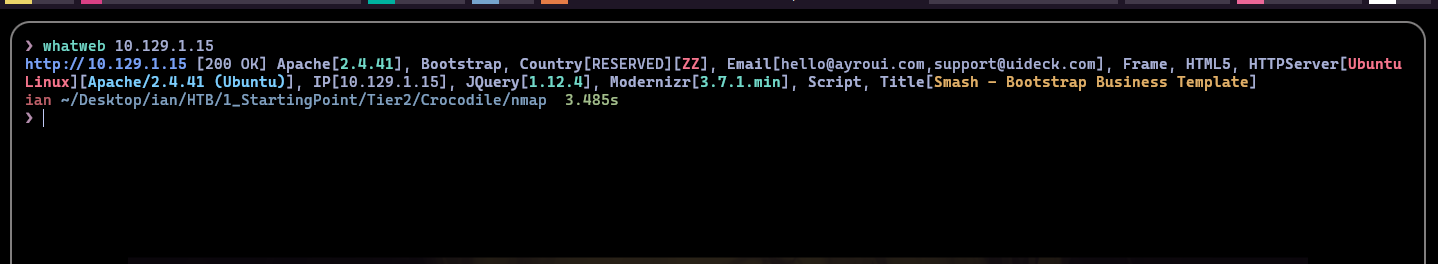 ❯ whatweb 10.129.1.15
http://10.129.1.15 [200 OK] Apache[2.4.41], Bootstrap, Country[RESERVED][ZZ], Email[hello@ayroui.com,support@uideck.com], Frame, HTML5, HTTPServer[Ubuntu
Linux][Apache/2.4.41 (Ubuntu)], IP[10.129.1.15], JQuery[1.12.4], Modernizr[3.7.1.min], Script, Title[Smash - Bootstrap Business Template]
ian ~/Desktop/ian/HTB/1_StartingPoint/Tier2/Crocodile/nmap  3.485s
❯